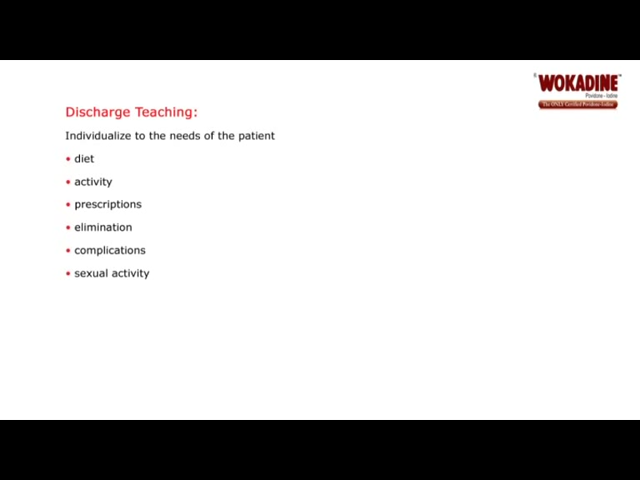 WOKADINE™
Povidone - Iodine
The ONLY Certified Povidone-Iodine
Discharge Teaching:
Individualize to the needs of the patient
• diet
• activity
• prescriptions
• elimination
• complications
• sexual activity